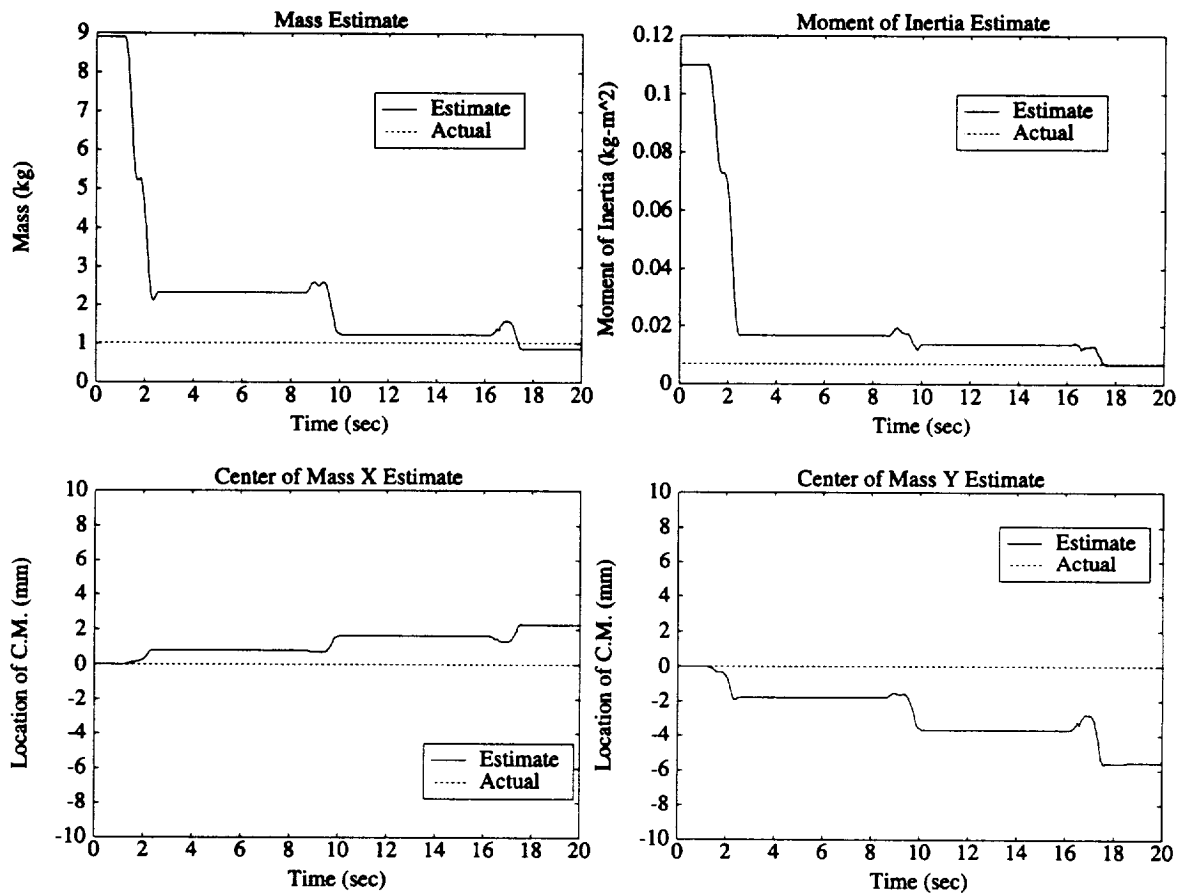 Mass Estimate
9
8
7
6
5
4
3
2
1
0
Mass (kg)
Estimate
Actual
0 2 4 6 8 10 12 14 16 18 20
Time (sec)
Moment of Inertia Estimate
0.12
0.1
0.08
0.06
0.04
0.02
0
Moment of Inertia (kg-m^2)
Estimate
Actual
0 2 4 6 8 10 12 14 16 18 20
Time (sec)
Center of Mass X Estimate
10
8
6
4
2
0
-2
-4
-6
-8
-10
Location of C.M. (mm)
Estimate
Actual
0 2 4 6 8 10 12 14 16 18 20
Time (sec)
Center of Mass Y Estimate
10
8
6
4
2
0
-2
-4
-6
-8
-10
Location of C.M. (mm)
Estimate
Actual
0 2 4 6 8 10 12 14 16 18 20
Time (sec)